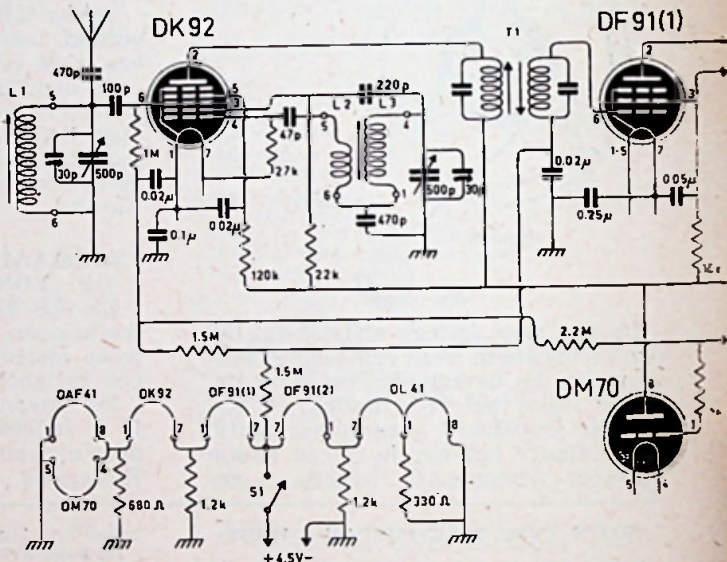 DK92
T1
DF91(1)
470p
L1
5
100p
6
2
5
3
4
1
7
220p
L2
L3
47p
5
4
6
1
1M
27k
30p
500p
6
0.02µ
0.1µ
0.02µ
470p
500p
30p
120k
22k
2
6
3
1-5
7
0.02µ
0.25µ
0.05µ
1.5M
1.5M
2.2M
DM70
8
1
5
DAF41
DK92
DF91(1)
DF91(2)
DL41
1
8
1
7
1
7
7
1
7
1
8
5
4
DM70
680Ω
1.2k
S1
1.2k
330Ω
+4.5V-